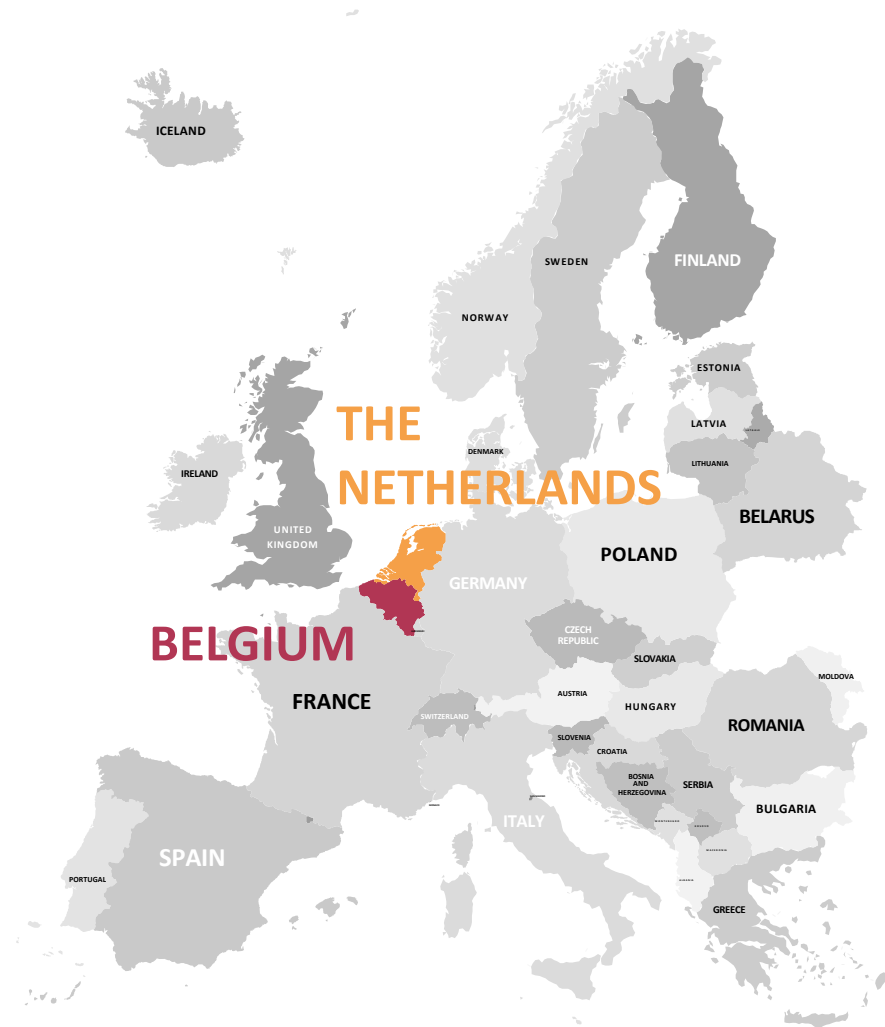 ICELAND
FINLAND
SWEDEN
NORWAY
ESTONIA
THE
NETHERLANDS
LATVIA
DENMARK
LITHUANIA
IRELAND
BELARUS
UNITED
KINGDOM
POLAND
GERMANY
BELGIUM
CZECH
REPUBLIC
SLOVAKIA
MOLDOVA
AUSTRIA
FRANCE
HUNGARY
SWITZERLAND
ROMANIA
SLOVENIA
CROATIA
BOSNIA
AND
HERZEGOVINA
SERBIA
BULGARIA
ITALY
SPAIN
PORTUGAL
GREECE